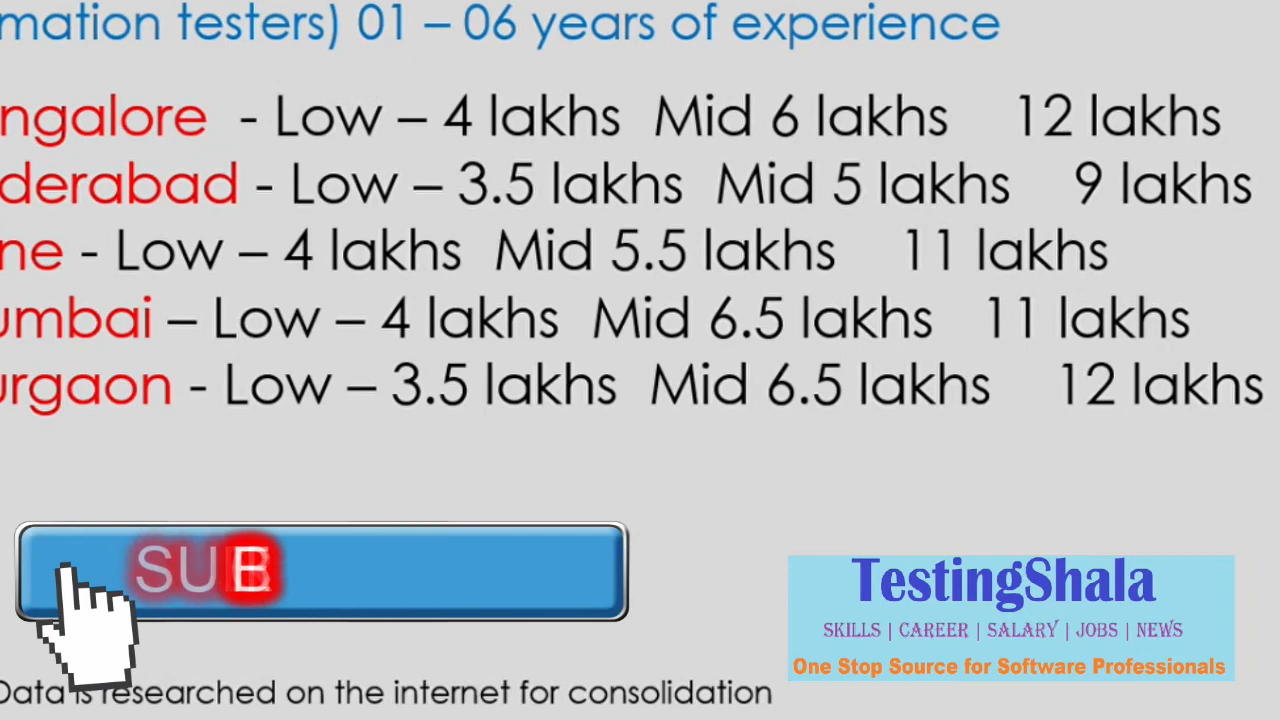 mation testers) 01 – 06 years of experience
ngalore - Low – 4 lakhs Mid 6 lakhs 12 lakhs
derabad - Low – 3.5 lakhs Mid 5 lakhs 9 lakhs
ne - Low – 4 lakhs Mid 5.5 lakhs 11 lakhs
umbai – Low – 4 lakhs Mid 6.5 lakhs 11 lakhs
urgaon - Low – 3.5 lakhs Mid 6.5 lakhs 12 lakhs
TestingShala
SKILLS | CAREER | SALARY | JOBS | NEWS
One Stop Source for Software Professionals
Data is researched on the internet for consolidation